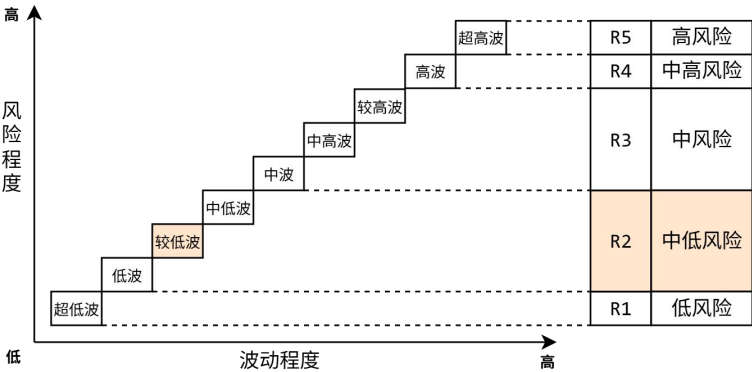 高
风险程度
超高波
高波
较高波
中高波
中波
中低波
较低波
低波
超低波
R5 高风险
R4 中高风险
R3 中风险
R2 中低风险
R1 低风险
低
波动程度
高